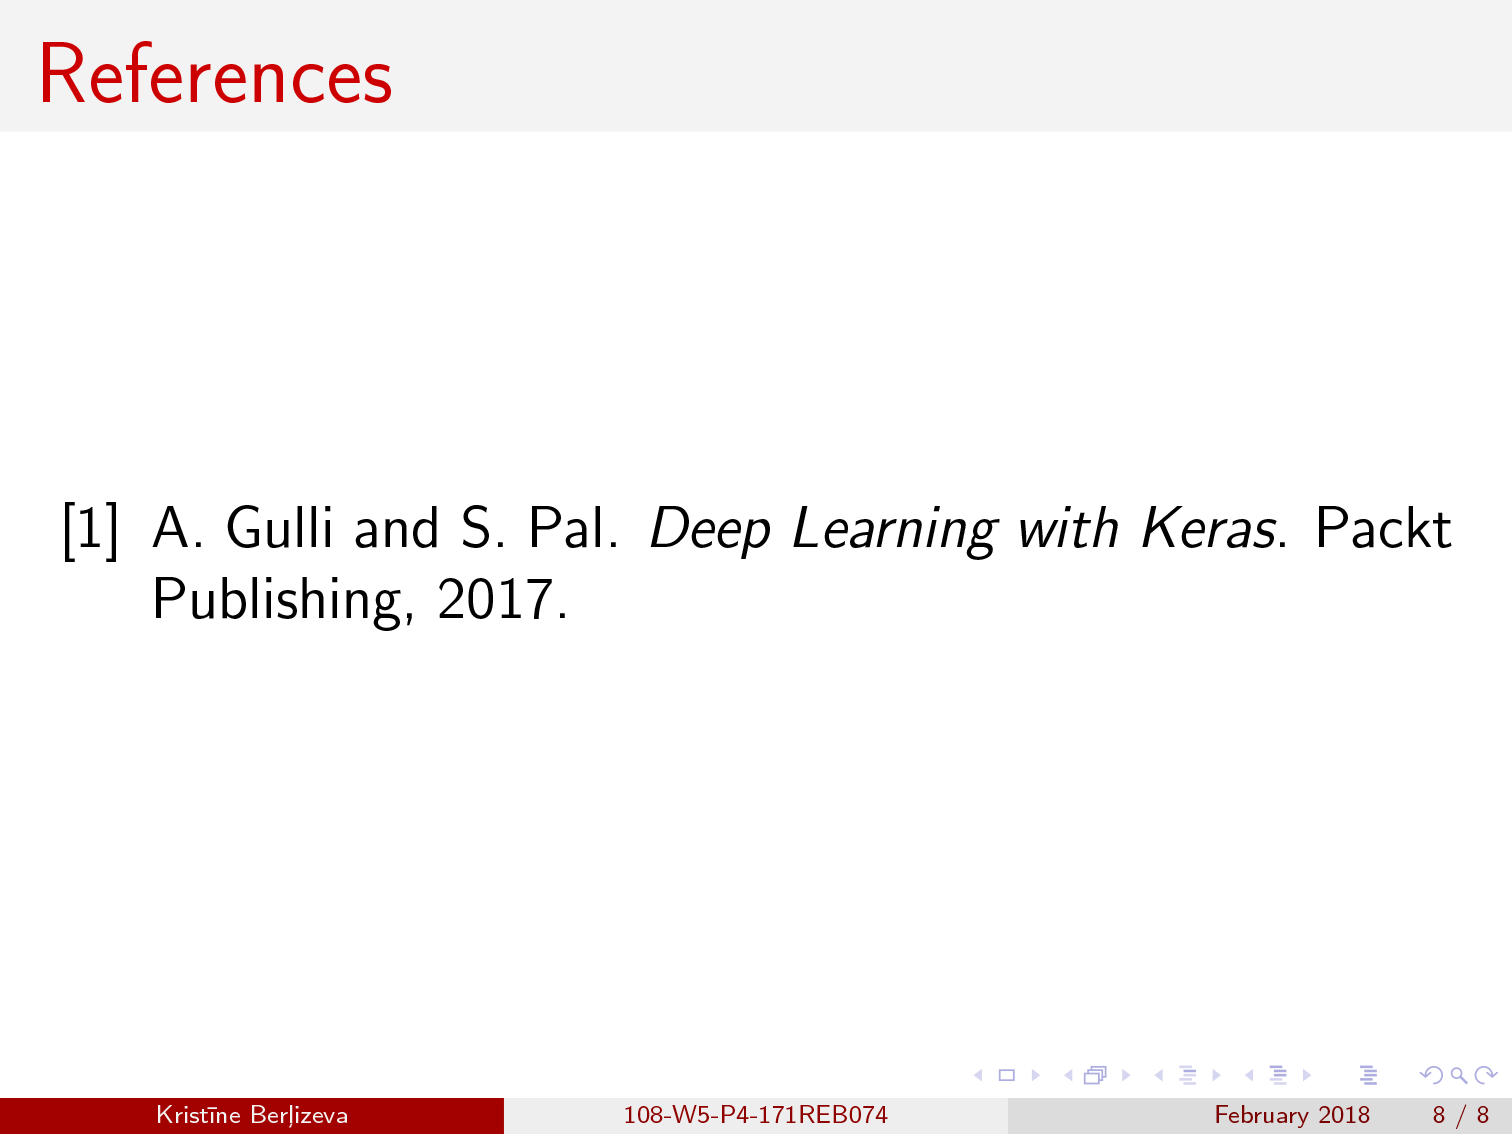 References
[1] A. Gulli and S. Pal. Deep Learning with Keras. Packt
Publishing, 2017.
Kristīne Berļizeva 108-W5-P4-171REB074 February 2018 8 / 8